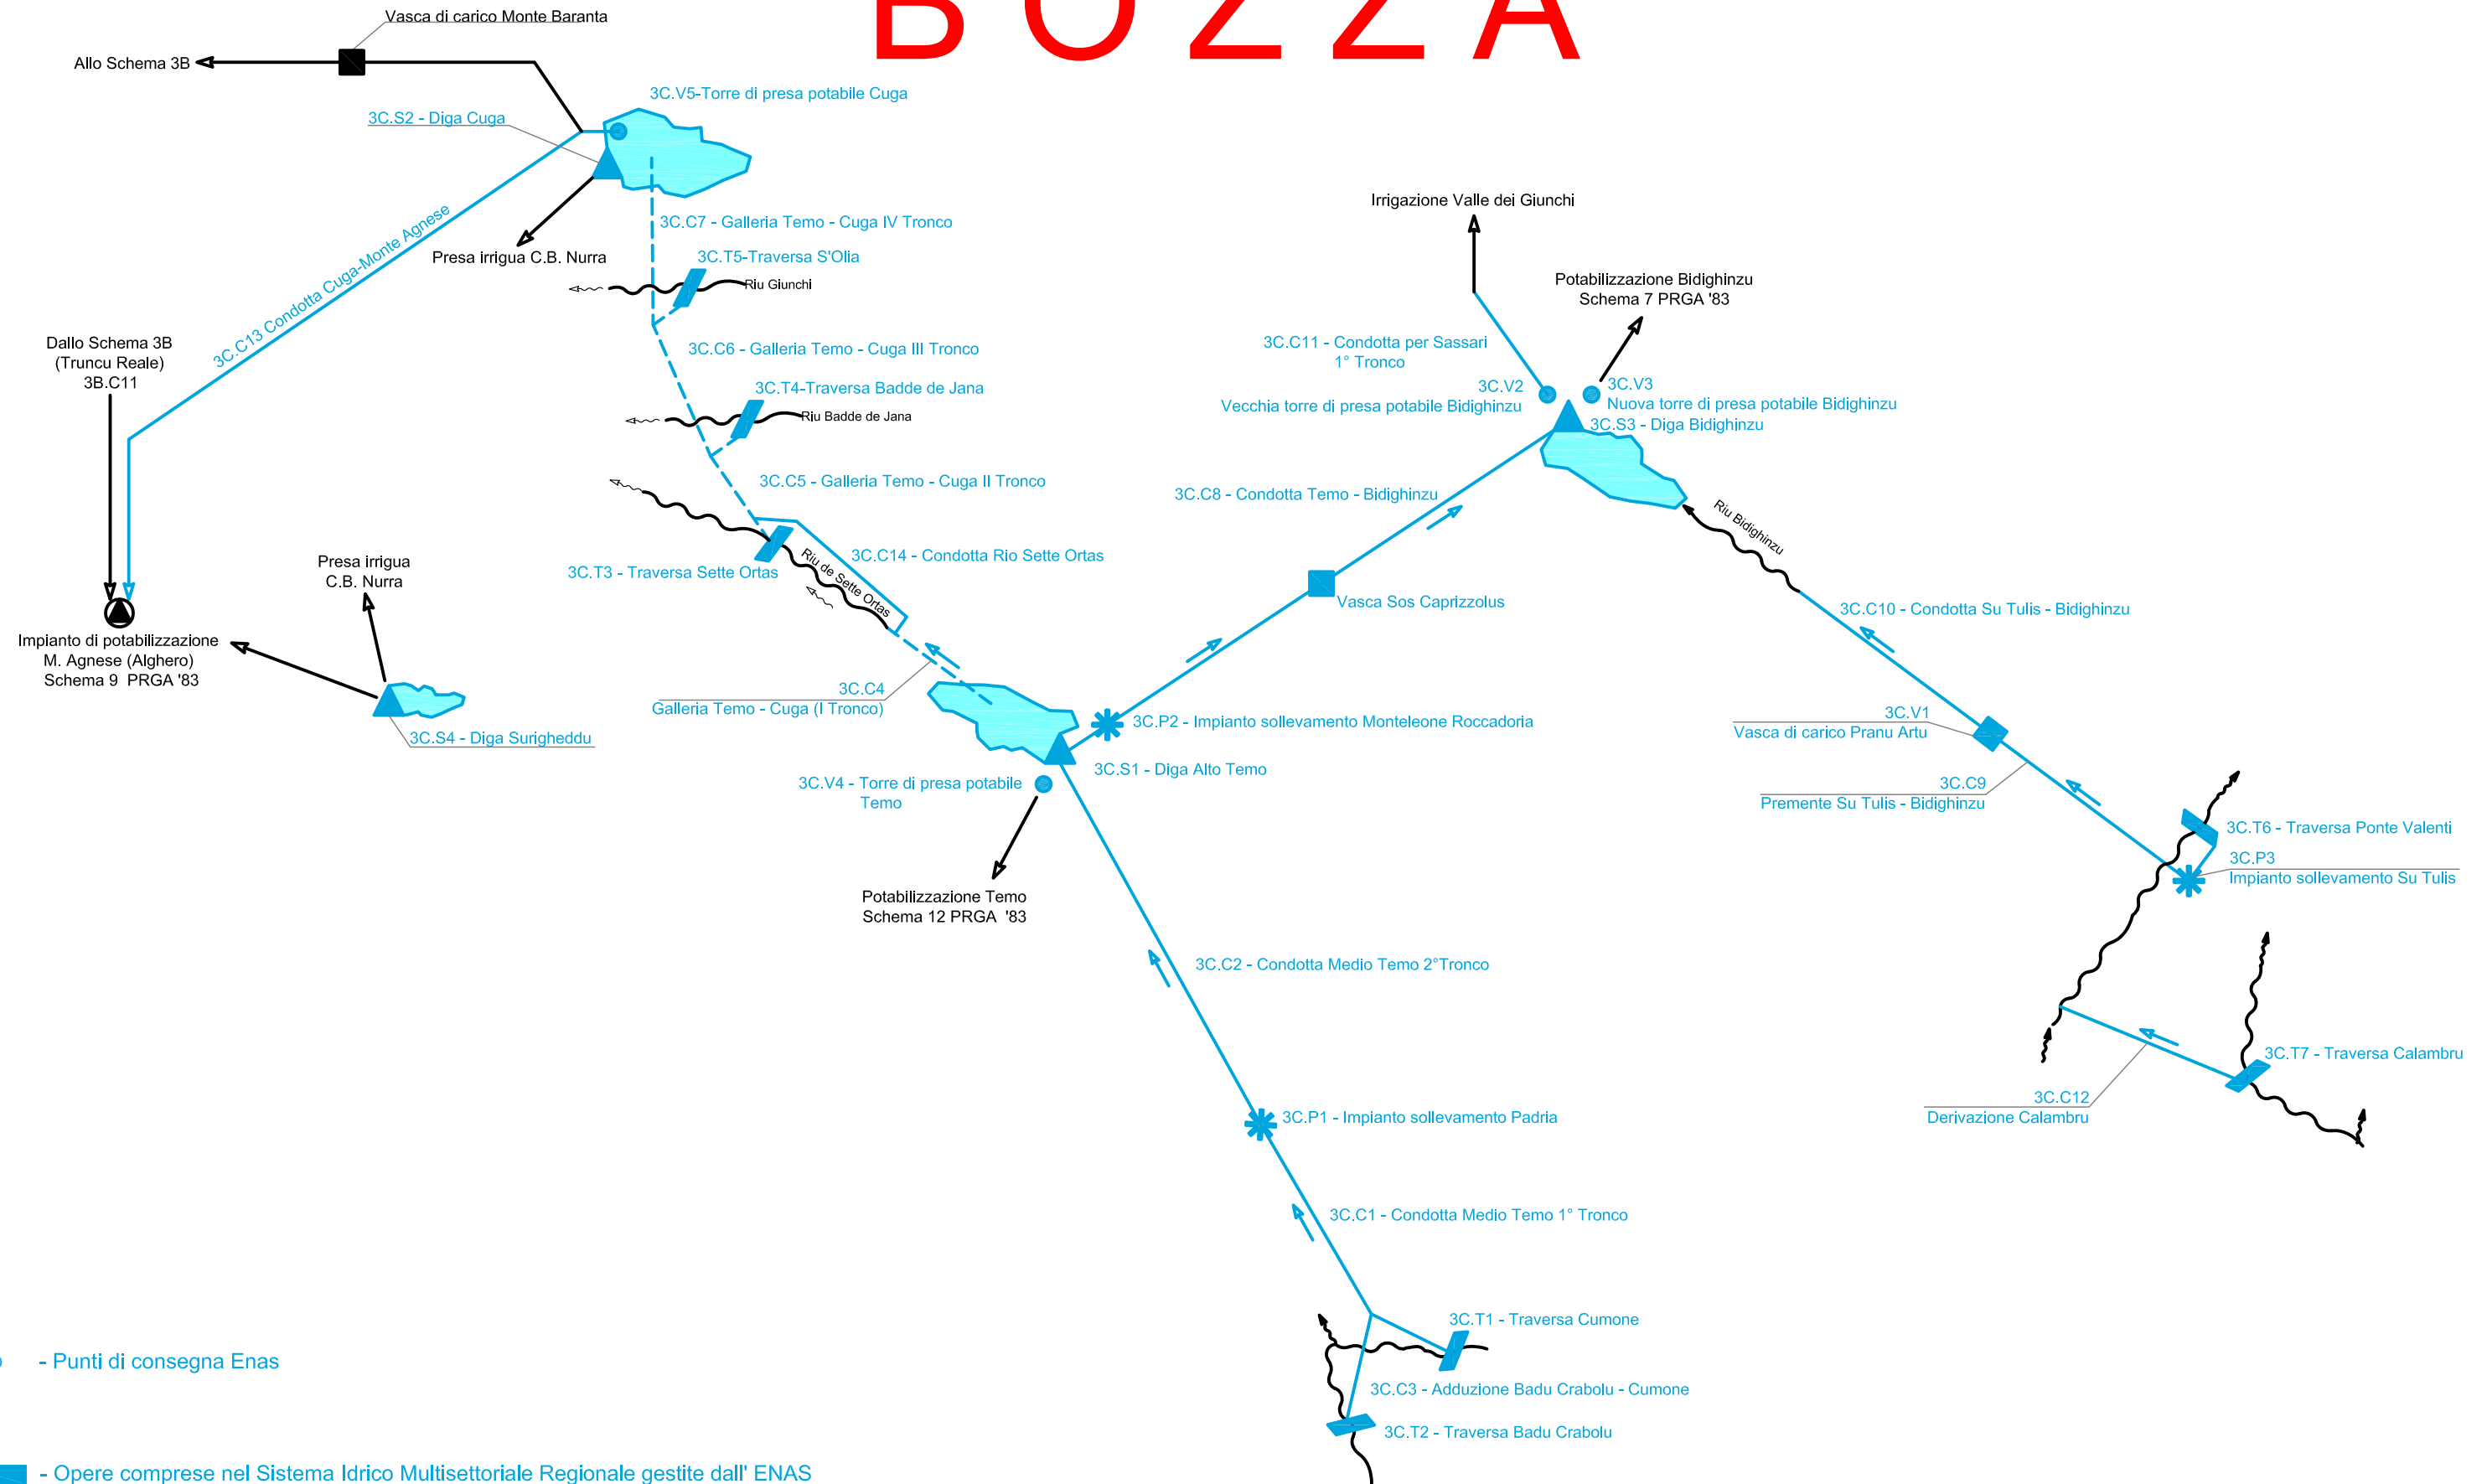 BOZZA
Vasca di carico Monte Baranta
Allo Schema 3B
3C.V5-Torre di presa potabile Cuga
3C.S2 - Diga Cuga
3C.C7 - Galleria Temo - Cuga IV Tronco
Presa irrigua C.B. Nurra
3C.T5-Traversa S'Olia
Riu Giunchi
3C.C13 Condotta Cuga-Monte Agnese
Dallo Schema 3B
(Truncu Reale)
3B.C11
3C.C6 - Galleria Temo - Cuga III Tronco
3C.T4-Traversa Badde de Jana
Riu Badde de Jana
3C.C5 - Galleria Temo - Cuga II Tronco
3C.T3 - Traversa Sette Ortas
Riu de Sette Ortas
3C.C14 - Condotta Rio Sette Ortas
Presa irrigua
C.B. Nurra
Impianto di potabilizzazione
M. Agnese (Alghero)
Schema 9 PRGA '83
3C.S4 - Diga Surigheddu
3C.C4
Galleria Temo - Cuga (I Tronco)
Irrigazione Valle dei Giunchi
Potabilizzazione Bidighinzu
Schema 7 PRGA '83
3C.C11 - Condotta per Sassari
1° Tronco
3C.V2
Vecchia torre di presa potabile Bidighinzu
3C.V3
Nuova torre di presa potabile Bidighinzu
3C.S3 - Diga Bidighinzu
3C.C8 - Condotta Temo - Bidighinzu
Riu Bidighinzu
Vasca Sos Caprizzolus
3C.C10 - Condotta Su Tulis - Bidighinzu
3C.P2 - Impianto sollevamento Monteleone Roccadoria
3C.S1 - Diga Alto Temo
3C.V4 - Torre di presa potabile
Temo
Potabilizzazione Temo
Schema 12 PRGA '83
3C.V1
Vasca di carico Pranu Artu
3C.C9
Premente Su Tulis - Bidighinzu
3C.T6 - Traversa Ponte Valenti
3C.P3
Impianto sollevamento Su Tulis
3C.C2 - Condotta Medio Temo 2°Tronco
3C.T7 - Traversa Calambru
3C.C12
Derivazione Calambru
3C.P1 - Impianto sollevamento Padria
3C.C1 - Condotta Medio Temo 1° Tronco
3C.T1 - Traversa Cumone
3C.C3 - Adduzione Badu Crabolu - Cumone
3C.T2 - Traversa Badu Crabolu
- Punti di consegna Enas
- Opere comprese nel Sistema Idrico Multisettoriale Regionale gestite dall' ENAS